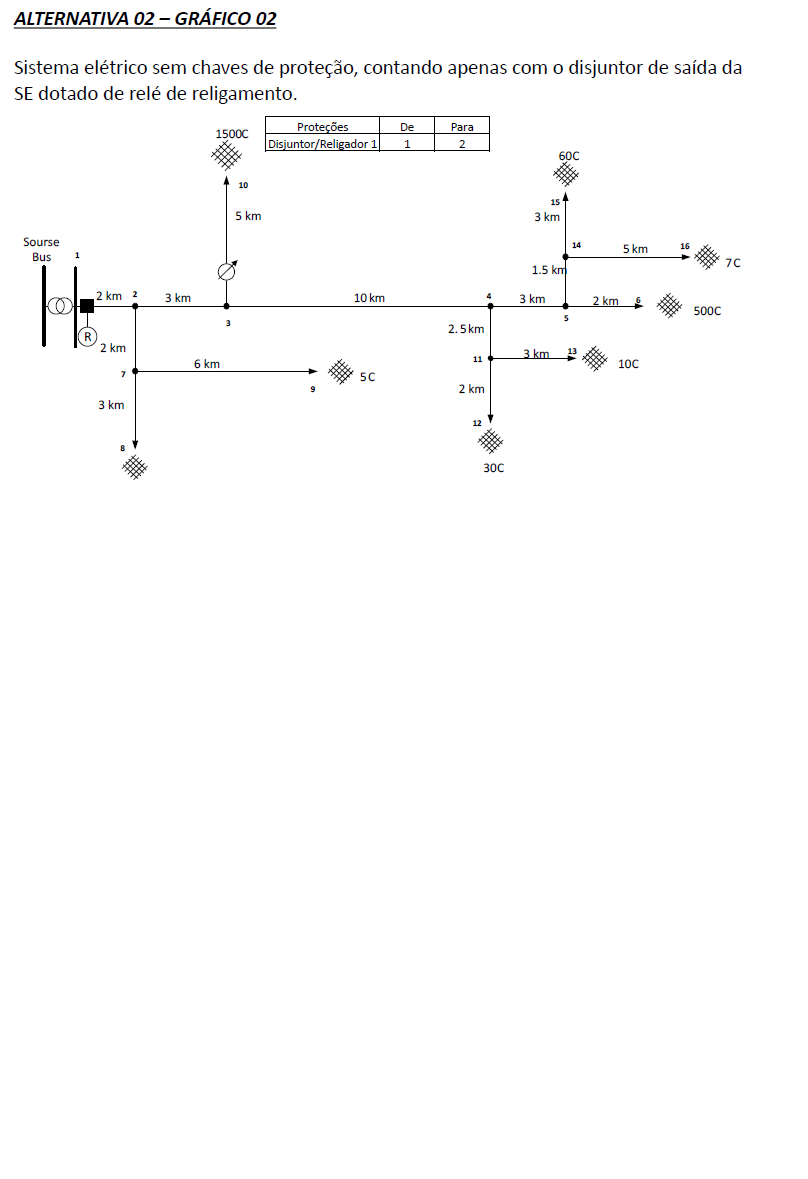 ALTERNATIVA 02 – GRÁFICO 02
Sistema elétrico sem chaves de proteção, contando apenas com o disjuntor de saída da
SE dotado de relé de religamento.
Proteções De Para
Disjuntor/Religador 1 1 2
1500C
10
5 km
60C
15
3 km
14
5 km
16
7 C
1.5 km
Sourse
Bus
1
2 km
2
3 km
3
10 km
4
3 km
5
2 km
6
500C
R
2 km
7
6 km
9
5 C
3 km
8
2.5 km
11
3 km
13
10C
2 km
12
30C